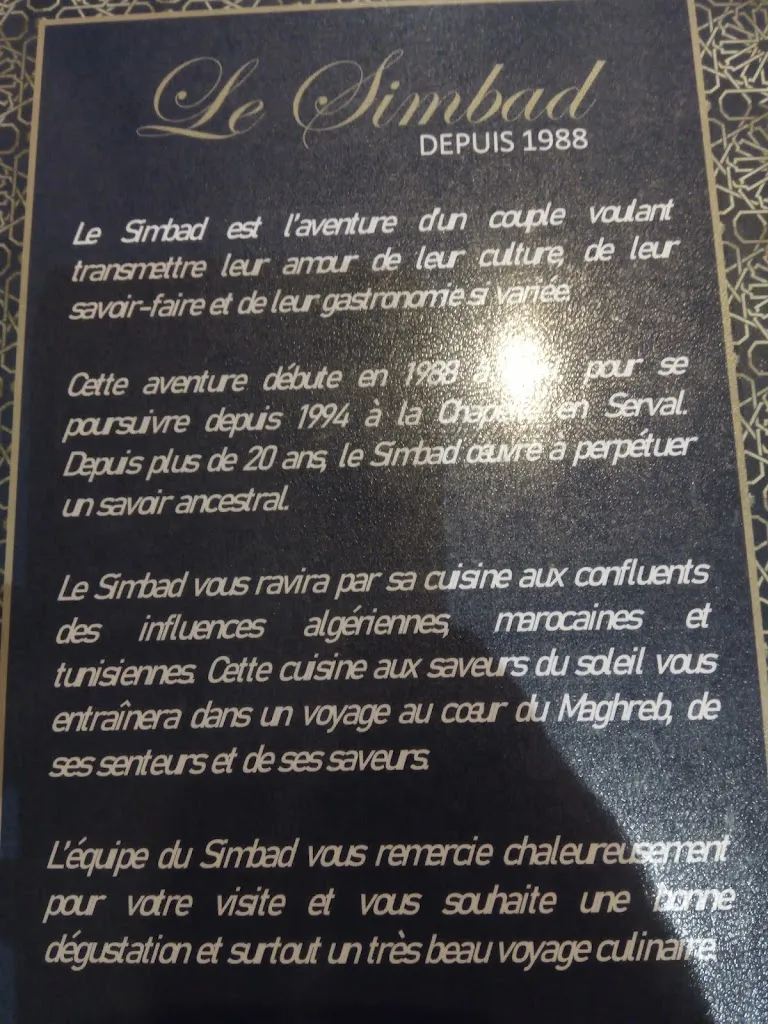 Le Simbad
DEPUIS 1988
Le Simbad est l'aventure d'un couple voulant
transmettre leur amour de leur culture, de leur
savoir-faire et de leur gastronomie si variée.
Cette aventure débute en 1988 à pour se
poursuivre depuis 1994 à la Chapelle en Serval.
Depuis plus de 20 ans, le Simbad œuvre à perpétuer
un savoir ancestral.
Le Simbad vous ravira par sa cuisine aux confluents
des influences algériennes, marocaines et
tunisiennes. Cette cuisine aux saveurs du soleil vous
entraînera dans un voyage au cœur du Maghreb, de
ses senteurs et de ses saveurs.
L'équipe du Simbad vous remercie chaleureusement
pour votre visite et vous souhaite une bonne
dégustation et surtout un très beau voyage culinaire.